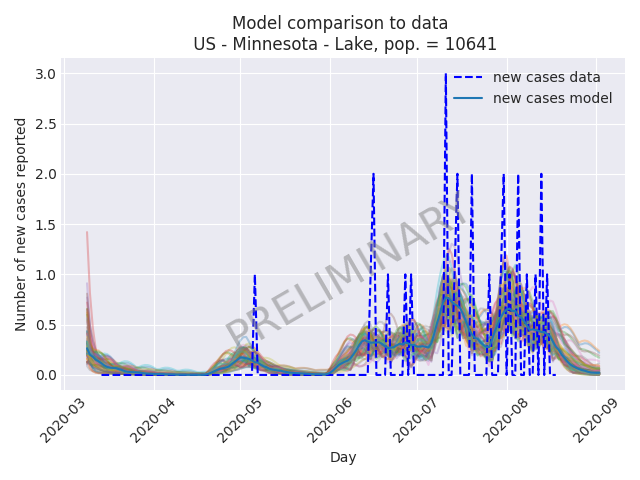 Model comparison to data
US - Minnesota - Lake, pop. = 10641
3.0
2.5
2.0
1.5
1.0
0.5
0.0
Number of new cases reported
new cases data
new cases model
PRELIMINARY
2020-03
2020-04
2020-05
2020-06
2020-07
2020-08
2020-09
Day